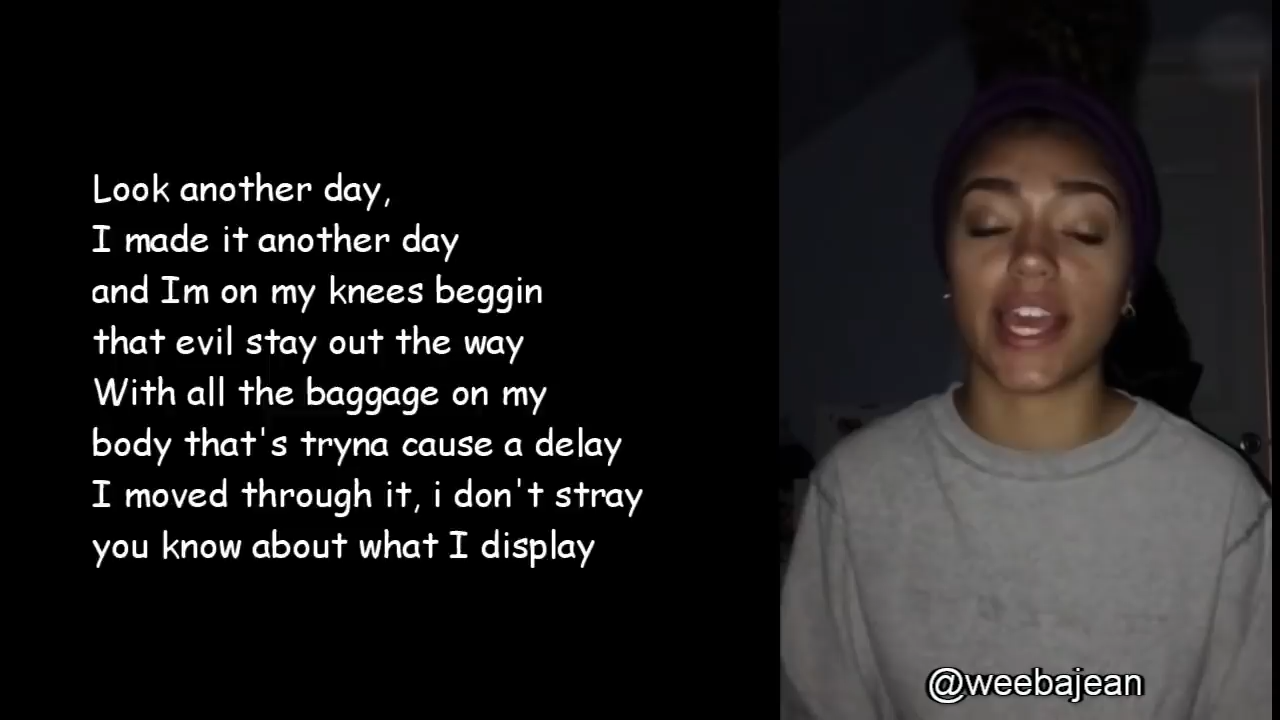 Look another day,
I made it another day
and Im on my knees beggin
that evil stay out the way
With all the baggage on my
body that's tryna cause a delay
I moved through it, i don't stray
you know about what I display
@weebajean